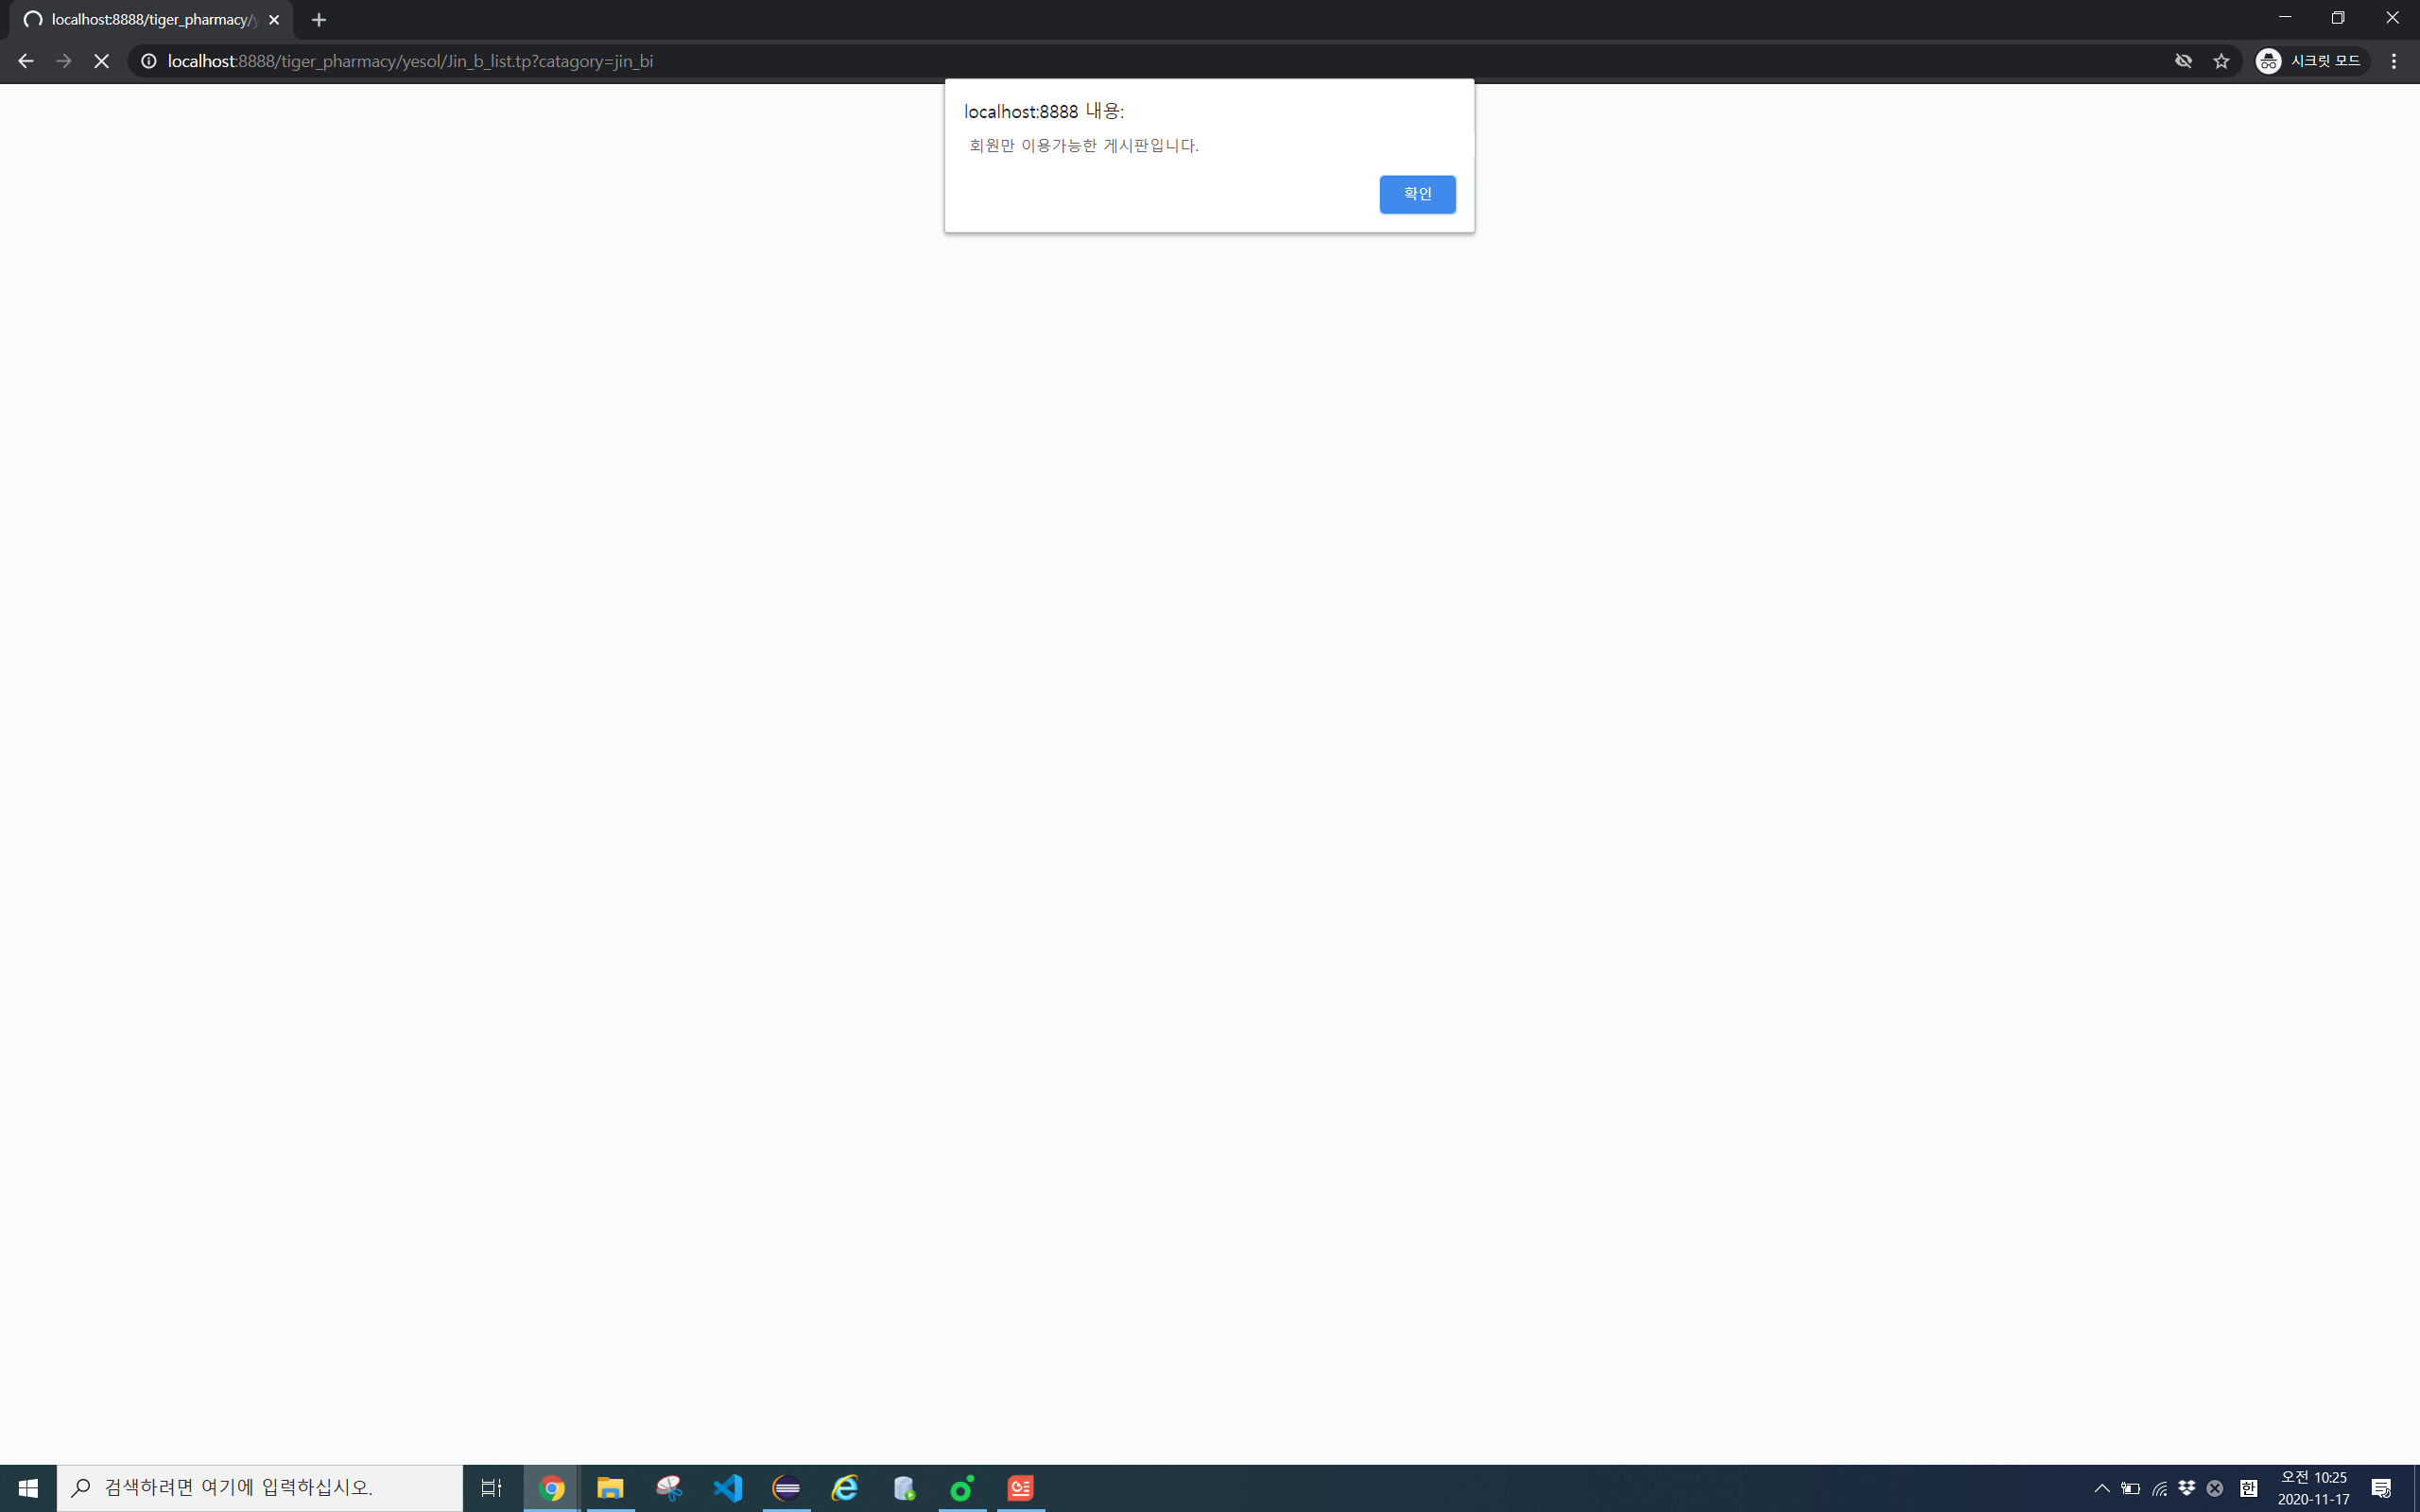 localhost:8888/tiger_pharmacy/y
localhost:8888/tiger_pharmacy/yesol/Jin_b_list.tp?catagory=jin_bi
시크릿 모드
localhost:8888 내용:
회원만 이용가능한 게시판입니다.
확인
검색하려면 여기에 입력하십시오.
한
오전 10:25
2020-11-17